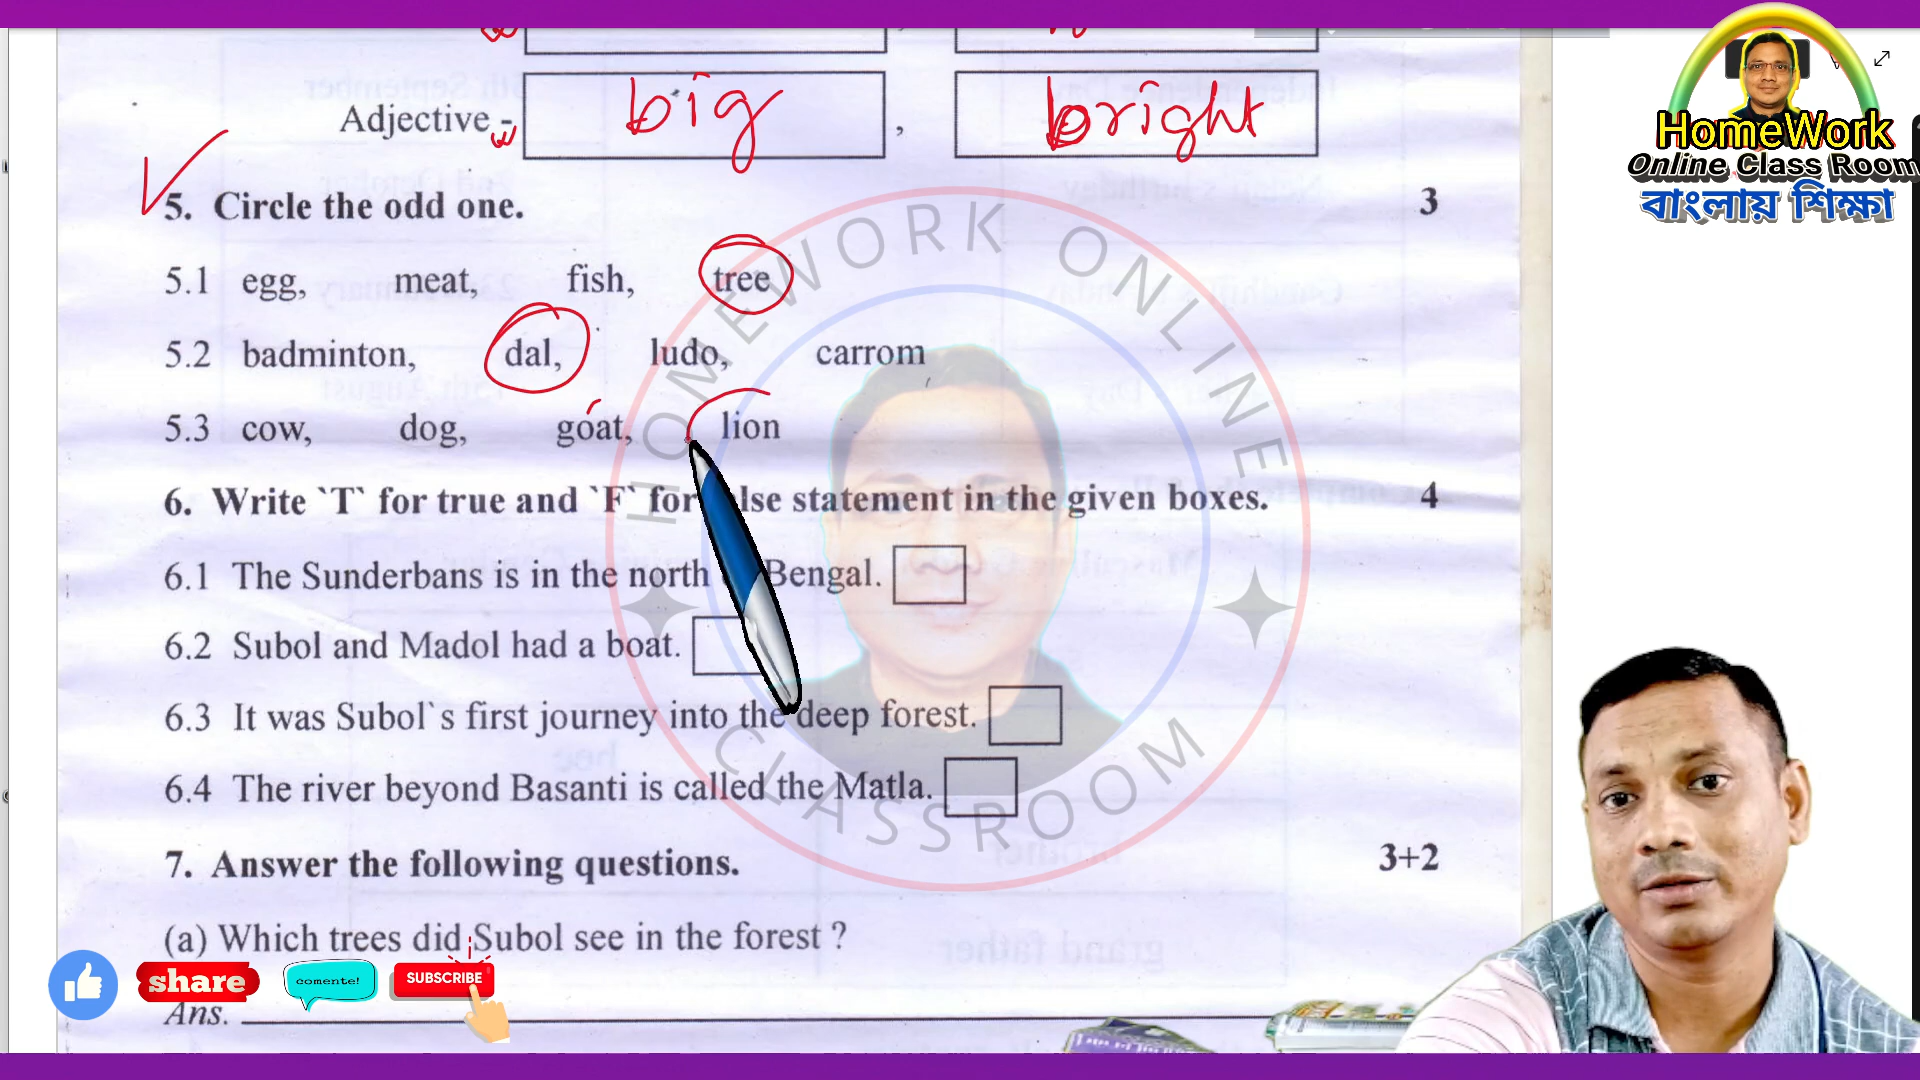 Adjective - big , bright
HomeWork
Online Class Room
বাংলায় শিক্ষা
5. Circle the odd one. 3
5.1 egg, meat, fish, tree
5.2 badminton, dal, ludo, carrom
5.3 cow, dog, goat, lion
6. Write `T` for true and `F` for lse statement in the given boxes. 4
6.1 The Sunderbans is in the north Bengal.
6.2 Subol and Madol had a boat.
6.3 It was Subol`s first journey into the deep forest.
6.4 The river beyond Basanti is called the Matla.
7. Answer the following questions. 3+2
(a) Which trees did Subol see in the forest ?
Ans.
HOMEWORK ONLINE
CLASSROOM
share
comente!
SUBSCRIBE